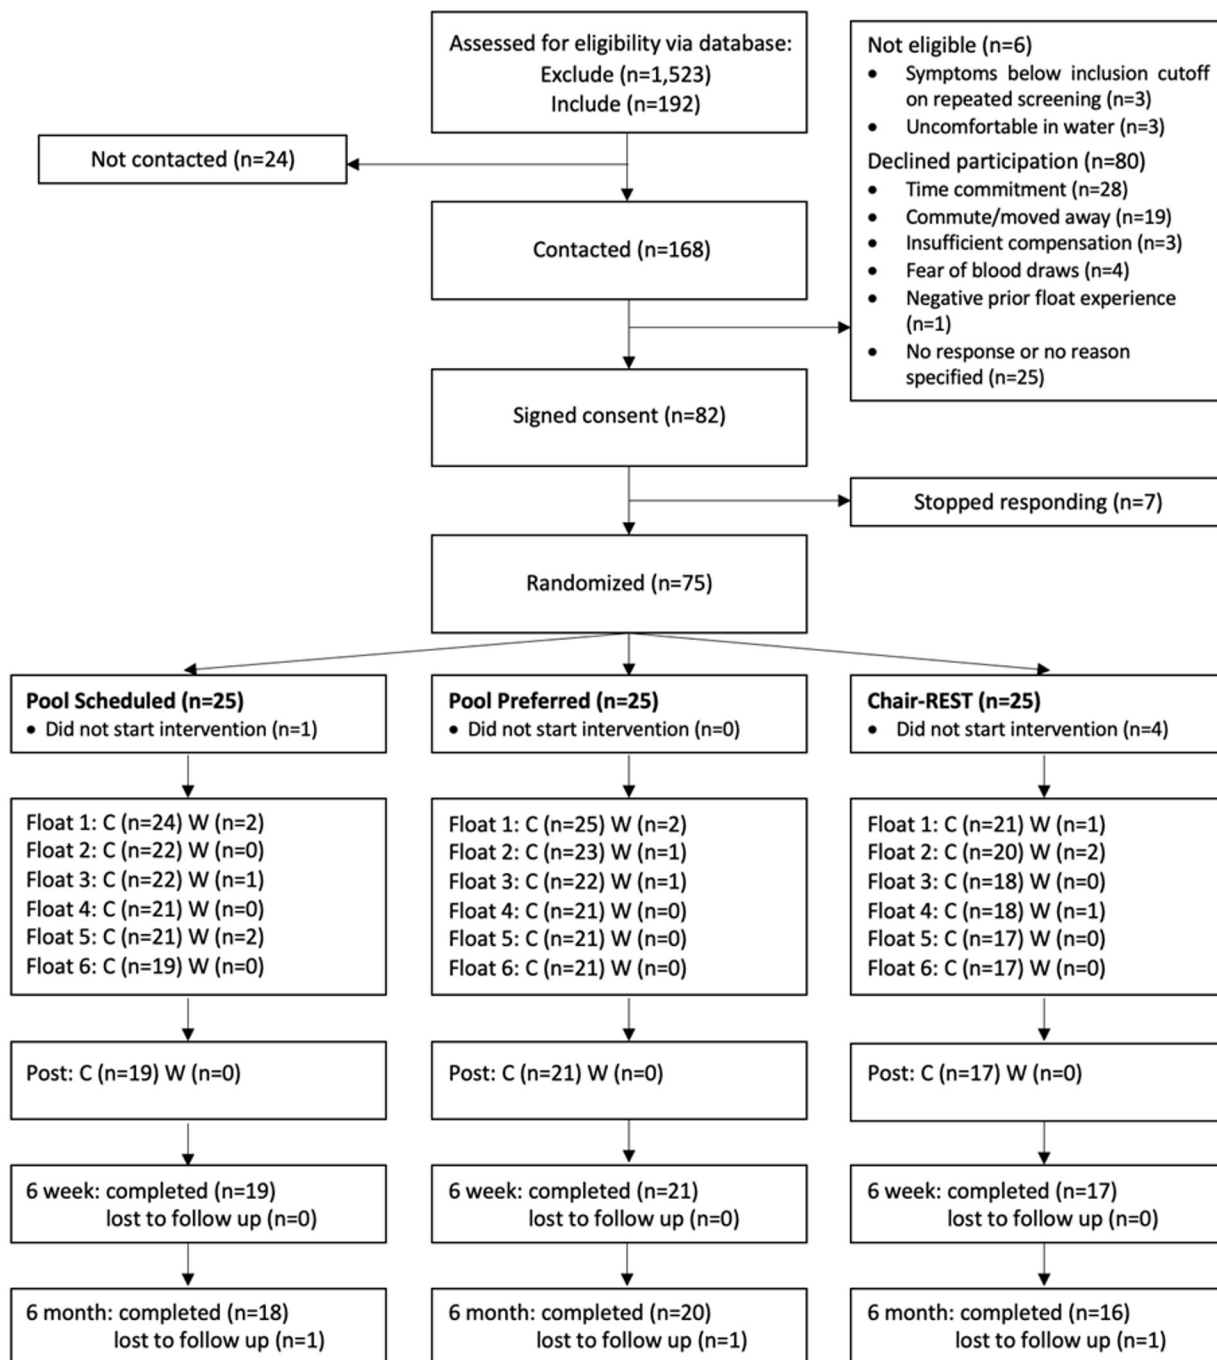 Assessed for eligibility via database:
Exclude (n=1,523)
Include (n=192)
Not eligible (n=6)
• Symptoms below inclusion cutoff
on repeated screening (n=3)
• Uncomfortable in water (n=3)
Declined participation (n=80)
• Time commitment (n=28)
• Commute/moved away (n=19)
• Insufficient compensation (n=3)
• Fear of blood draws (n=4)
• Negative prior float experience
(n=1)
• No response or no reason
specified (n=25)
Not contacted (n=24)
Contacted (n=168)
Signed consent (n=82)
Stopped responding (n=7)
Randomized (n=75)
Pool Scheduled (n=25)
• Did not start intervention (n=1)
Pool Preferred (n=25)
• Did not start intervention (n=0)
Chair-REST (n=25)
• Did not start intervention (n=4)
Float 1: C (n=24) W (n=2)
Float 2: C (n=22) W (n=0)
Float 3: C (n=22) W (n=1)
Float 4: C (n=21) W (n=0)
Float 5: C (n=21) W (n=2)
Float 6: C (n=19) W (n=0)
Float 1: C (n=25) W (n=2)
Float 2: C (n=23) W (n=1)
Float 3: C (n=22) W (n=1)
Float 4: C (n=21) W (n=0)
Float 5: C (n=21) W (n=0)
Float 6: C (n=21) W (n=0)
Float 1: C (n=21) W (n=1)
Float 2: C (n=20) W (n=2)
Float 3: C (n=18) W (n=0)
Float 4: C (n=18) W (n=1)
Float 5: C (n=17) W (n=0)
Float 6: C (n=17) W (n=0)
Post: C (n=19) W (n=0)
Post: C (n=21) W (n=0)
Post: C (n=17) W (n=0)
6 week: completed (n=19)
lost to follow up (n=0)
6 week: completed (n=21)
lost to follow up (n=0)
6 week: completed (n=17)
lost to follow up (n=0)
6 month: completed (n=18)
lost to follow up (n=1)
6 month: completed (n=20)
lost to follow up (n=1)
6 month: completed (n=16)
lost to follow up (n=1)